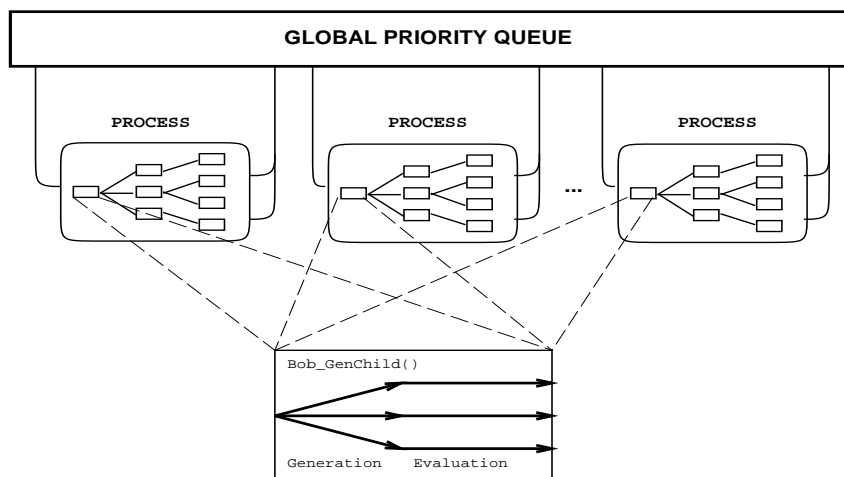 GLOBAL PRIORITY QUEUE
PROCESS PROCESS PROCESS
...
Bob_GenChild()
Generation Evaluation